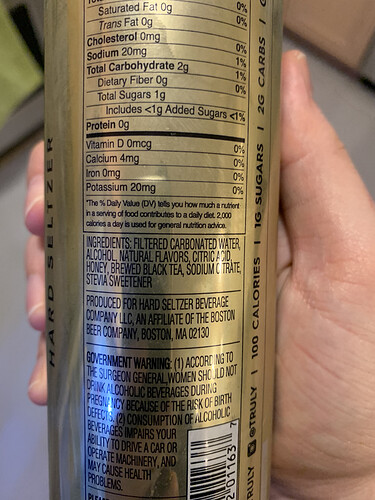 Saturated Fat 0g 0%
Trans Fat 0g
Cholesterol 0mg 0%
Sodium 20mg 1%
Total Carbohydrate 2g 1%
Dietary Fiber 0g 0%
Total Sugars 1g
Includes <1g Added Sugars <1%
Protein 0g
Vitamin D 0mcg 0%
Calcium 4mg 0%
Iron 0mg 0%
Potassium 20mg 0%
*The % Daily Value (DV) tells you how much a nutrient
in a serving of food contributes to a daily diet. 2,000
calories a day is used for general nutrition advice.
INGREDIENTS: FILTERED CARBONATED WATER,
ALCOHOL, NATURAL FLAVORS, CITRIC ACID,
HONEY, BREWED BLACK TEA, SODIUM CITRATE,
STEVIA SWEETENER
PRODUCED FOR HARD SELTZER BEVERAGE
COMPANY LLC, AN AFFILIATE OF THE BOSTON
BEER COMPANY, BOSTON, MA 02130
GOVERNMENT WARNING: (1) ACCORDING TO
THE SURGEON GENERAL, WOMEN SHOULD NOT
DRINK ALCOHOLIC BEVERAGES DURING
PREGNANCY BECAUSE OF THE RISK OF BIRTH
DEFECTS. (2) CONSUMPTION OF ALCOHOLIC
BEVERAGES IMPAIRS YOUR
ABILITY TO DRIVE A CAR OR
OPERATE MACHINERY, AND
MAY CAUSE HEALTH
PROBLEMS.
HARD SELTZER
@TRULY | 100 CALORIES | 1G SUGARS | 2G CARBS |